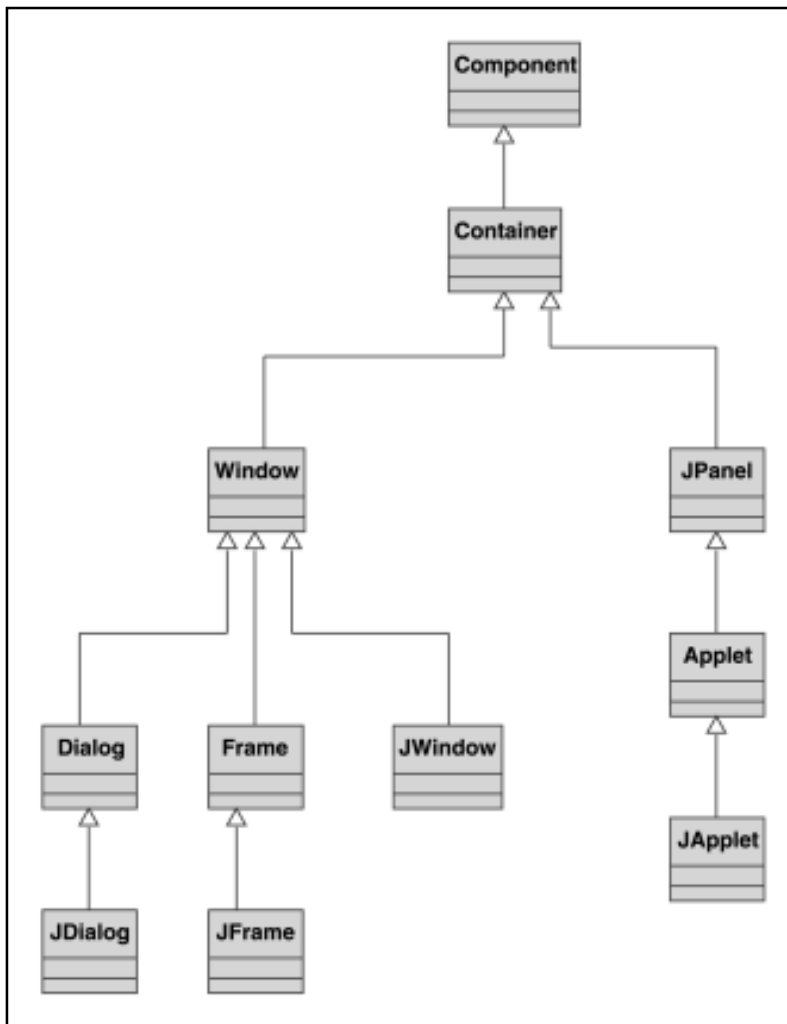 Component
Container
Window
JPanel
Applet
Dialog
Frame
JWindow
JApplet
JDialog
JFrame